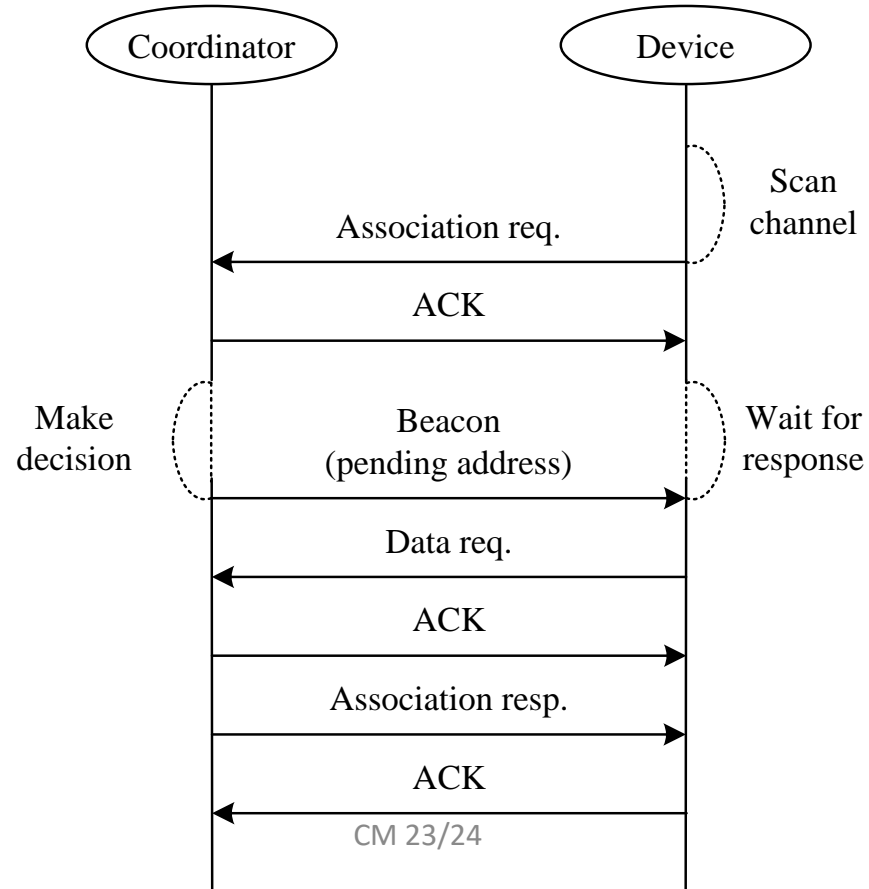 Coordinator
Device
Scan
channel
Association req.
ACK
Make
decision
Beacon
(pending address)
Wait for
response
Data req.
ACK
Association resp.
ACK
CM 23/24